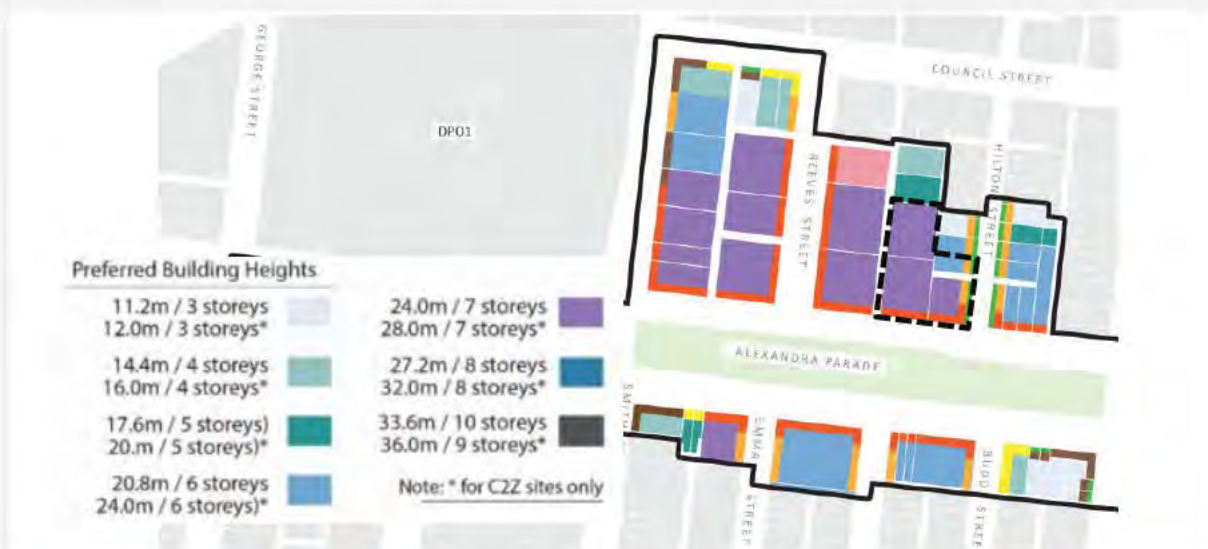 GEORGE STREET
DPO1
COUNCIL STREET
REEVES STREET
HILTON STREET
ALEXANDRA PARADE
SMITH
EMMA STREET
BUDD STREE
Preferred Building Heights
11.2m / 3 storeys
12.0m / 3 storeys*
14.4m / 4 storeys
16.0m / 4 storeys*
17.6m / 5 storeys)
20.m / 5 storeys)*
20.8m / 6 storeys
24.0m / 6 storeys)*
24.0m / 7 storeys
28.0m / 7 storeys*
27.2m / 8 storeys
32.0m / 8 storeys*
33.6m / 10 storeys
36.0m / 9 storeys*
Note: * for C2Z sites only